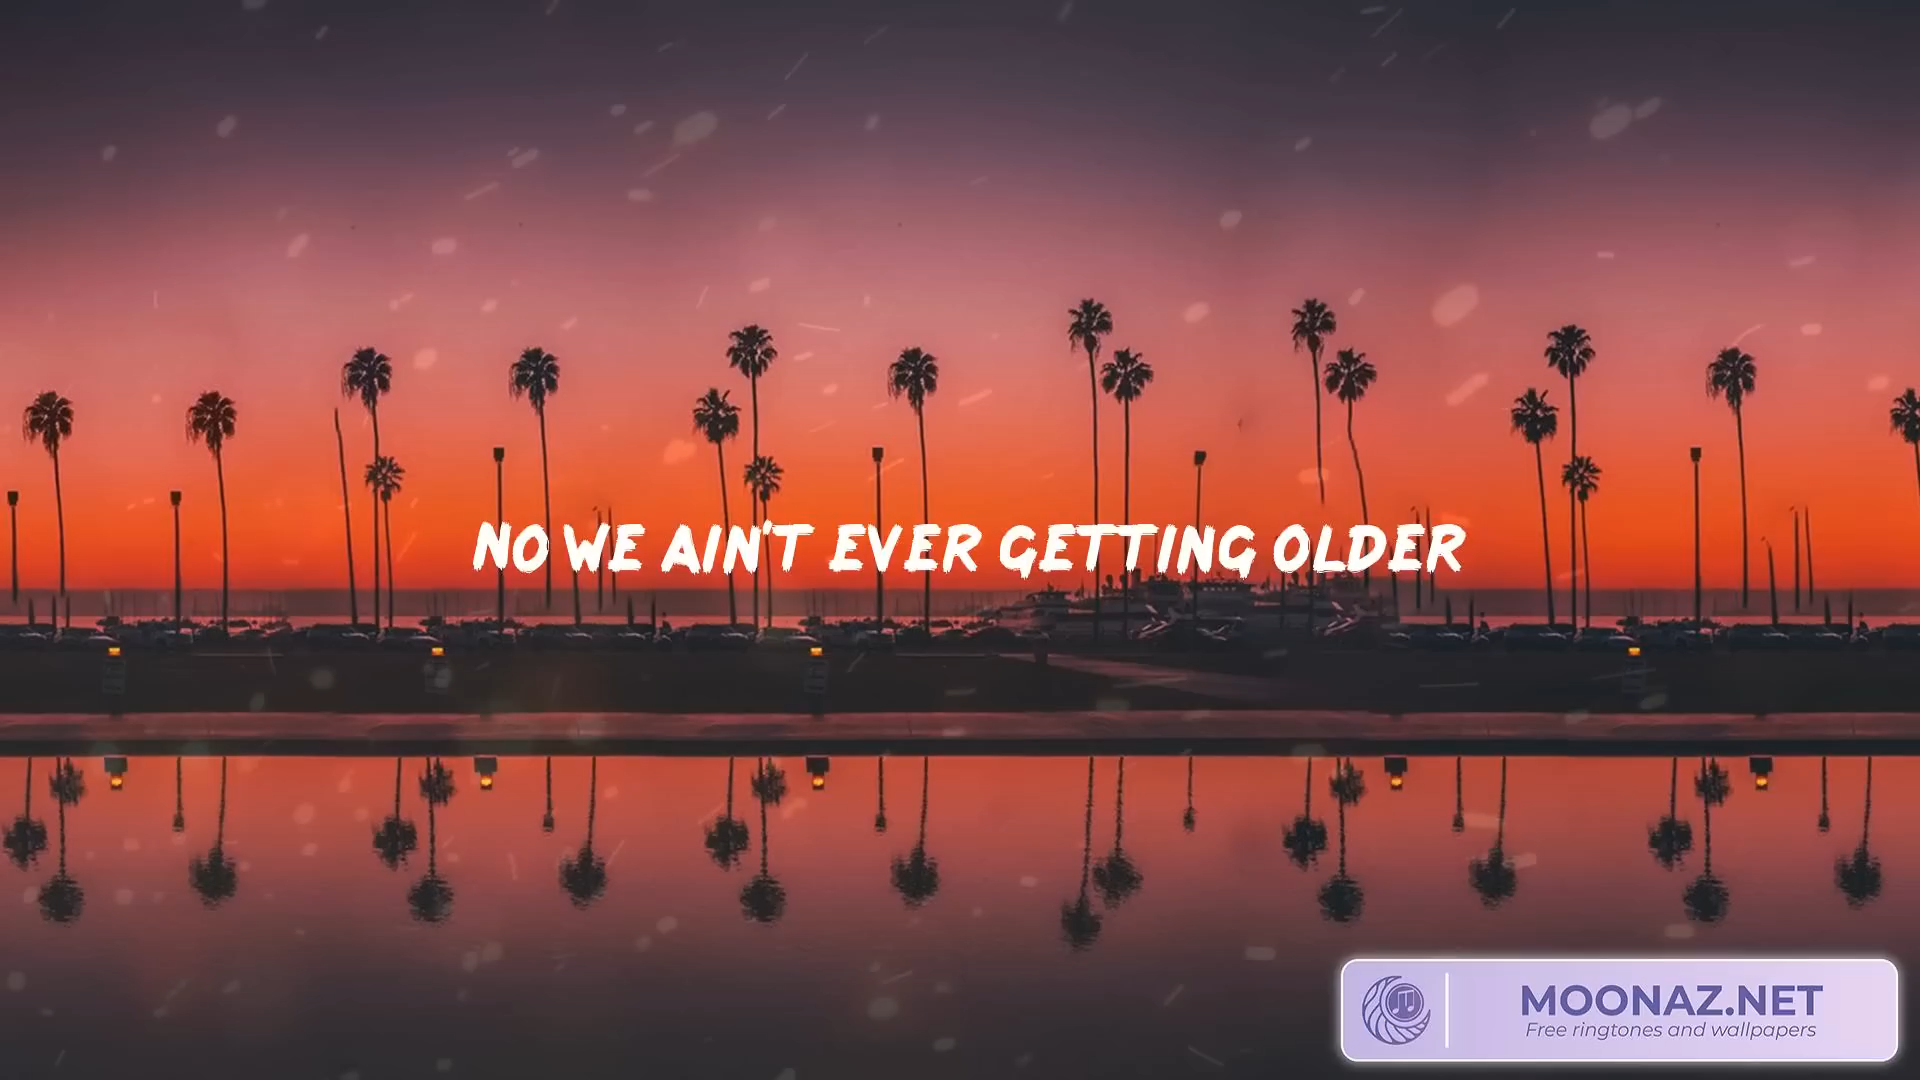 NO WE AIN'T EVER GETTING OLDER
MOONAZ.NET
Free ringtones and wallpapers